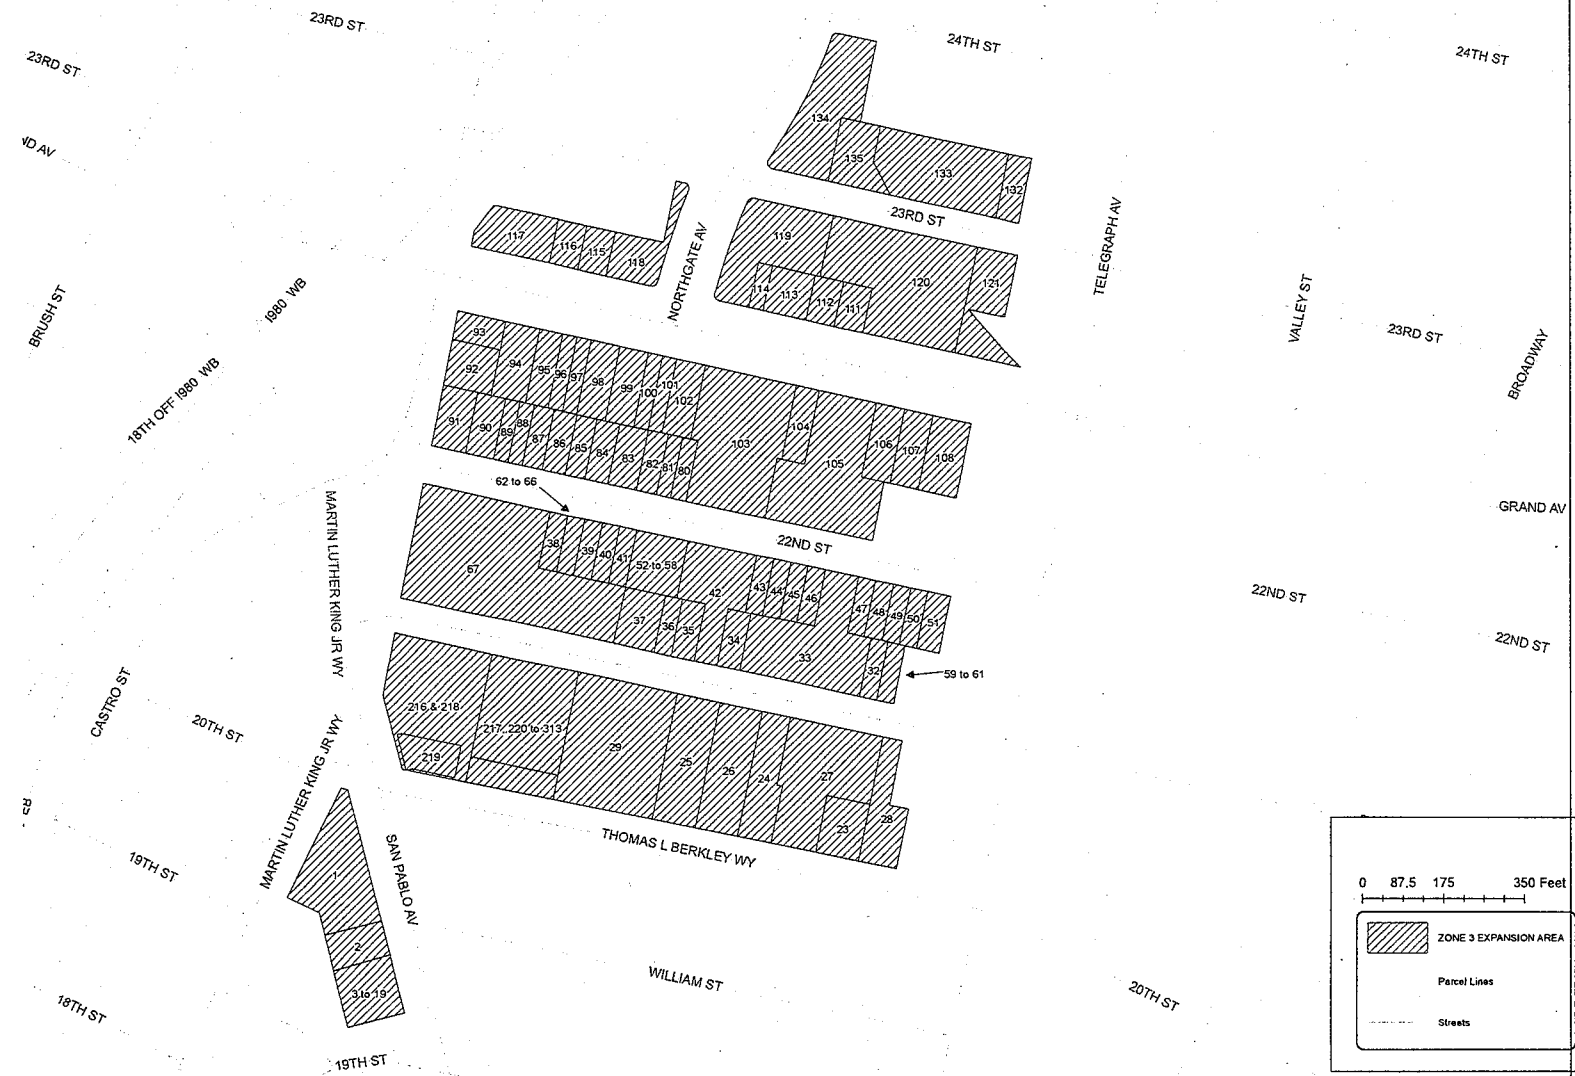 23RD ST
24TH ST
24TH ST
23RD ST
134
135
133
132
23RD ST
117
116
115
118
119
120
121
114
113
112
111
NORTHGATE AV
TELEGRAPH AV
VALLEY ST
23RD ST
BROADWAY
BRUSH ST
I980 WB
18TH OFF I980 WB
93
92
94
95
96
97
98
99
100
101
102
103
104
105
106
107
108
91
90
89
88
87
86
85
84
83
82
81
80
62 to 66
22ND ST
GRAND AV
MARTIN LUTHER KING JR WY
67
38
39
40
41
52 to 58
42
43
44
45
46
47
48
49
50
51
37
36
35
34
33
32
59 to 61
22ND ST
22ND ST
CASTRO ST
20TH ST
MARTIN LUTHER KING JR WY
216 & 218
217, 220 to 313
219
29
25
26
24
27
23
28
THOMAS L BERKLEY WY
19TH ST
SAN PABLO AV
1
2
3 to 19
WILLIAM ST
20TH ST
18TH ST
19TH ST
0 87.5 175 350 Feet
ZONE 3 EXPANSION AREA
Parcel Lines
Streets